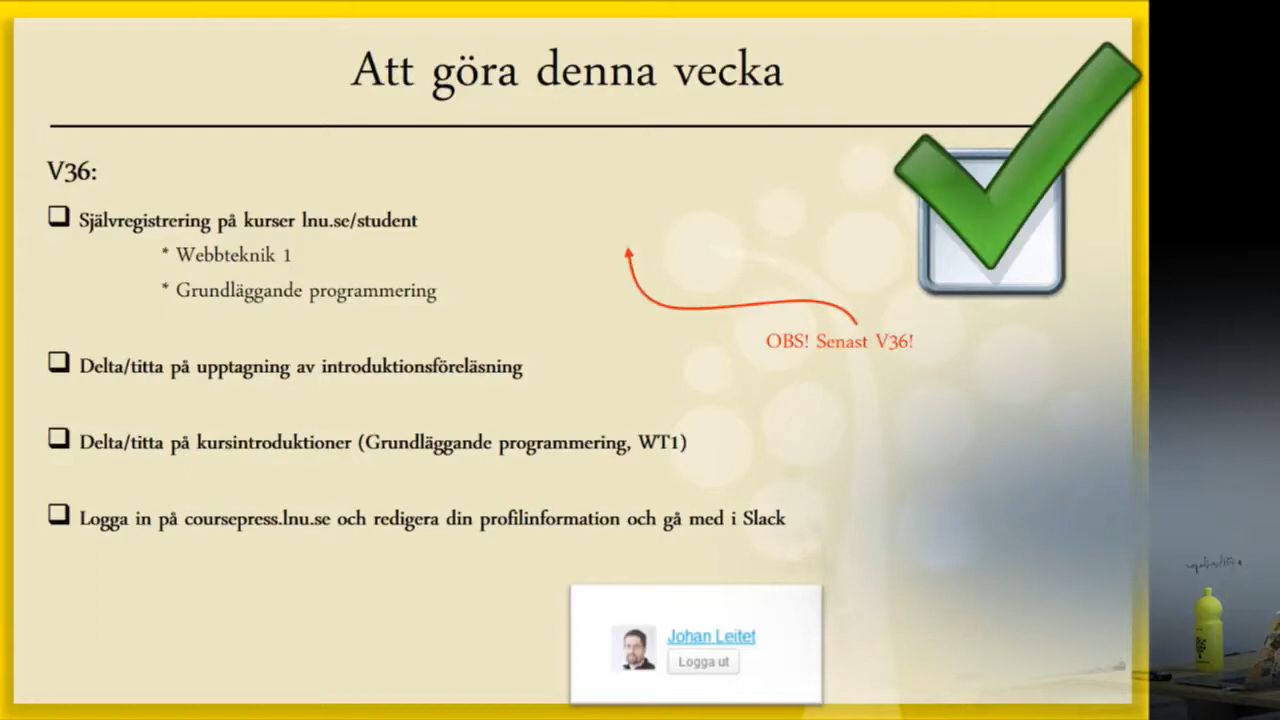 Att göra denna vecka
V36:
Självregistrering på kurser lnu.se/student
* Webbteknik 1
* Grundläggande programmering
OBS! Senast V36!
Delta/titta på upptagning av introduktionsföreläsning
Delta/titta på kursintroduktioner (Grundläggande programmering, WT1)
Logga in på coursepress.lnu.se och redigera din profilinformation och gå med i Slack
Johan Leitet
Logga ut